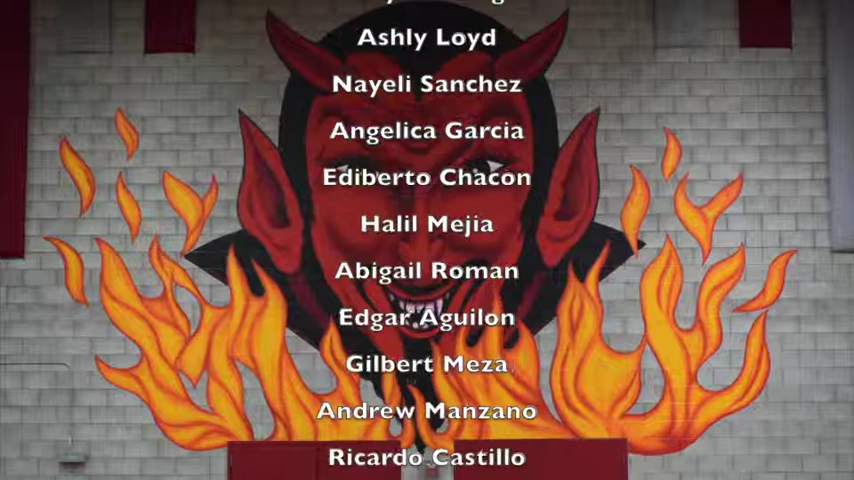 Ashly Loyd
Nayeli Sanchez
Angelica Garcia
Ediberto Chacon
Halil Mejia
Abigail Roman
Edgar Aguilon
Gilbert Meza
Andrew Manzano
Ricardo Castillo